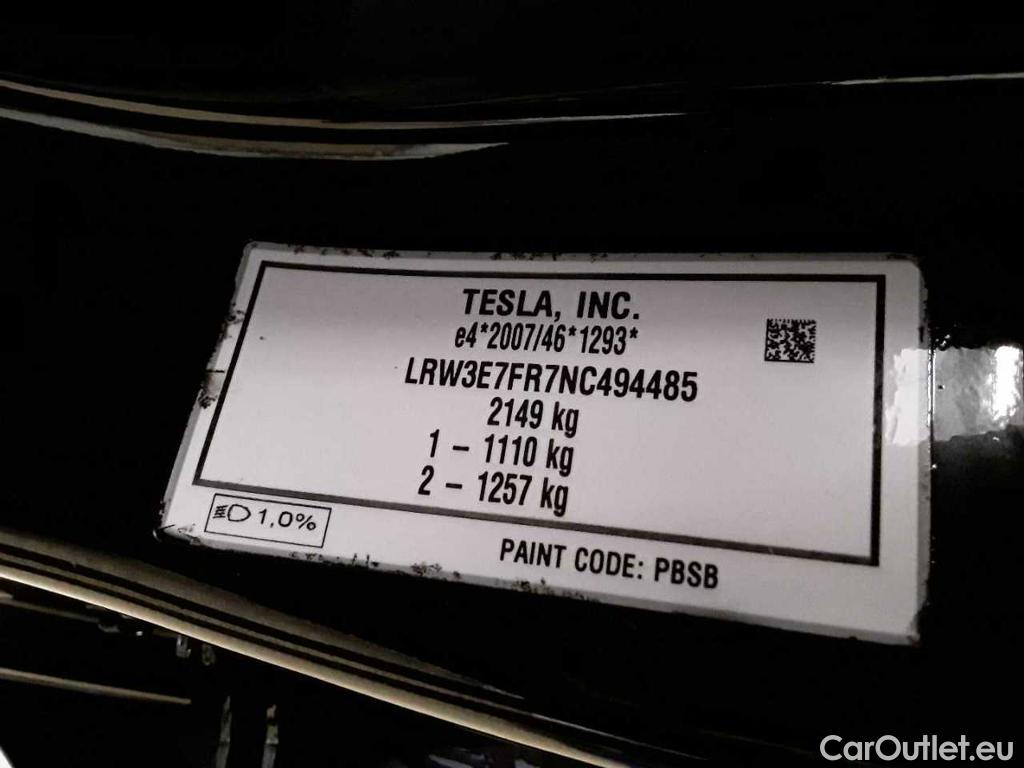 TESLA, INC.
e4*2007/46*1293*
LRW3E7FR7NC494485
2149 kg
1 – 1110 kg
2 – 1257 kg
1,0%
PAINT CODE: PBSB
CarOutlet.eu